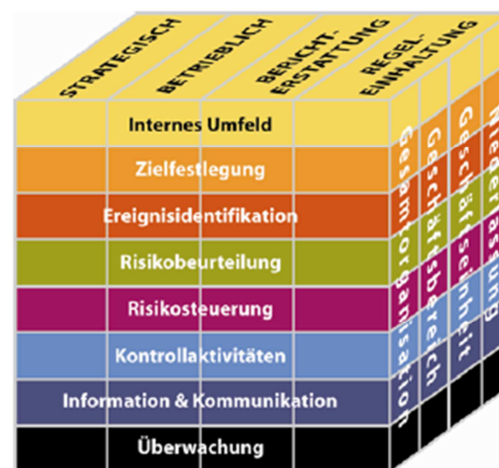 STRATEGISCH
BETRIEBLICH
BERICHT-
ERSTATTUNG
REGEL-
EINHALTUNG
Internes Umfeld
Zielfestlegung
Ereignisidentifikation
Risikobeurteilung
Risikosteuerung
Kontrollaktivitäten
Information & Kommunikation
Überwachung
Gesamtorganisation
Geschäftsbereich
Geschäftseinheit
Niederlassung